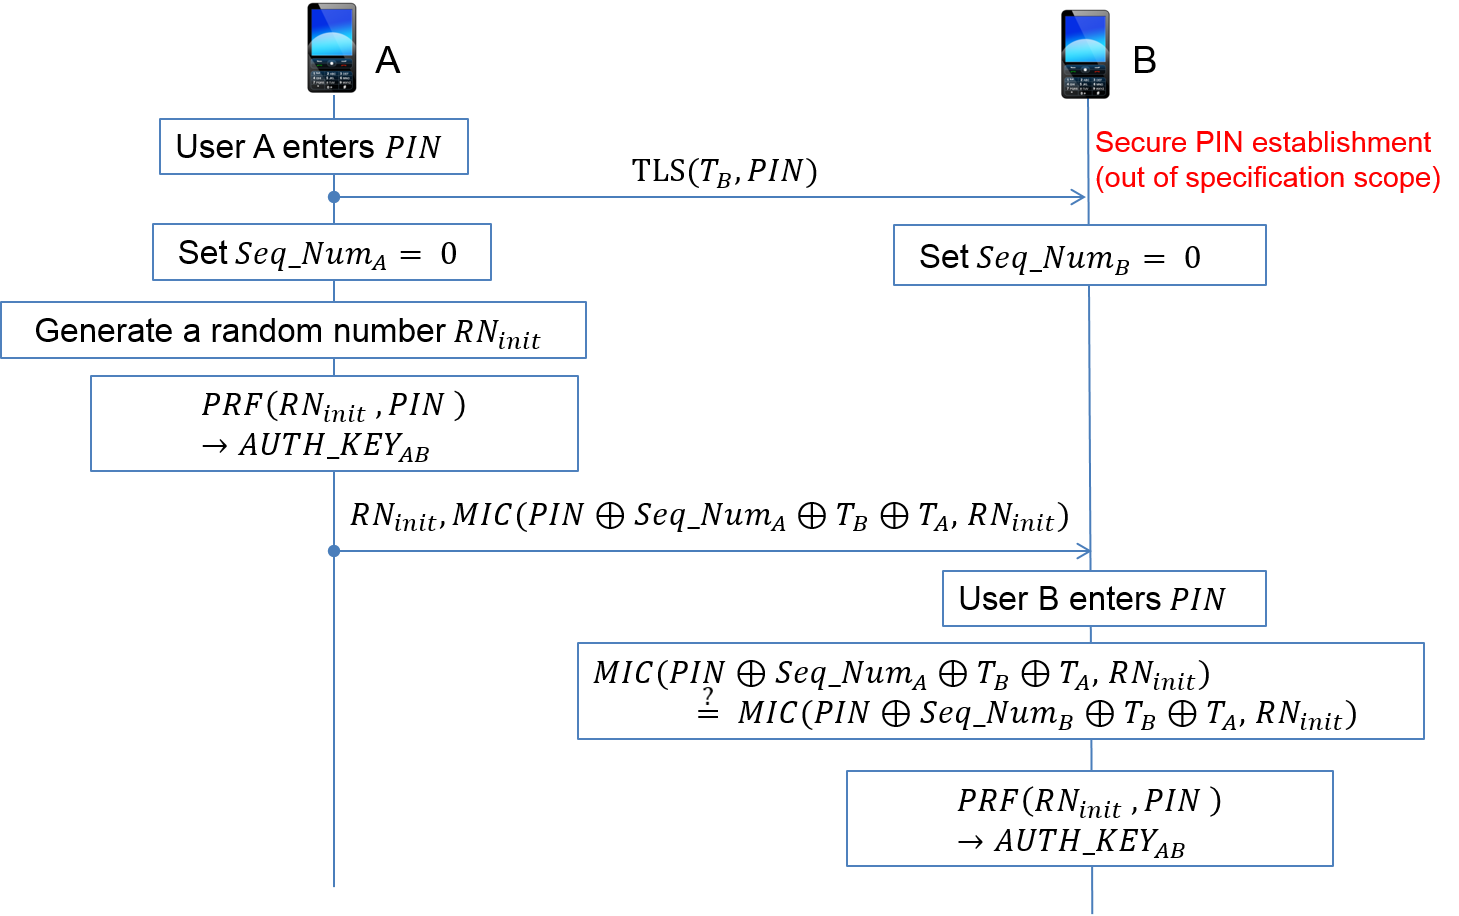 A
B
User A enters PIN
Secure PIN establishment
(out of specification scope)
TLS(T_B, PIN)
Set Seq_Num_A = 0
Set Seq_Num_B = 0
Generate a random number RN_init
PRF(RN_init , PIN )
→ AUTH_KEY_AB
RN_init, MIC(PIN ⊕ Seq_Num_A ⊕ T_B ⊕ T_A, RN_init)
User B enters PIN
MIC(PIN ⊕ Seq_Num_A ⊕ T_B ⊕ T_A, RN_init)
≟ MIC(PIN ⊕ Seq_Num_B ⊕ T_B ⊕ T_A, RN_init)
PRF(RN_init , PIN )
→ AUTH_KEY_AB